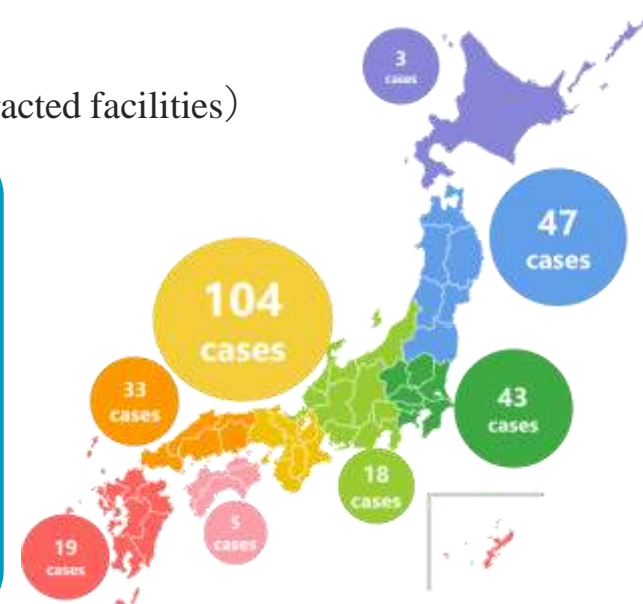 3
cases
acted facilities）
47
cases
104
cases
33
cases
43
cases
18
cases
5
cases
19
cases